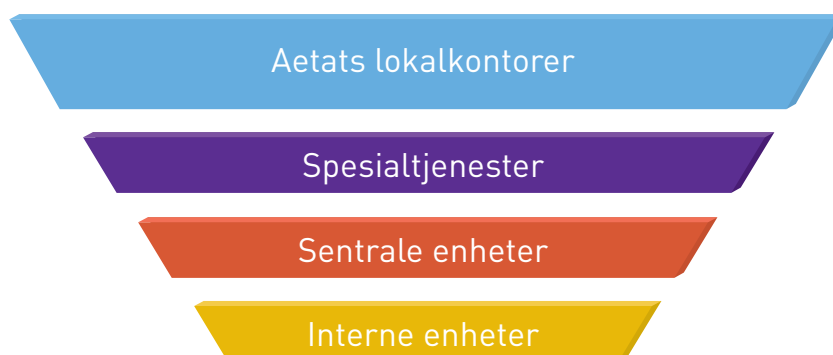 Aetats lokalkontorer
Spesialtjenester
Sentrale enheter
Interne enheter